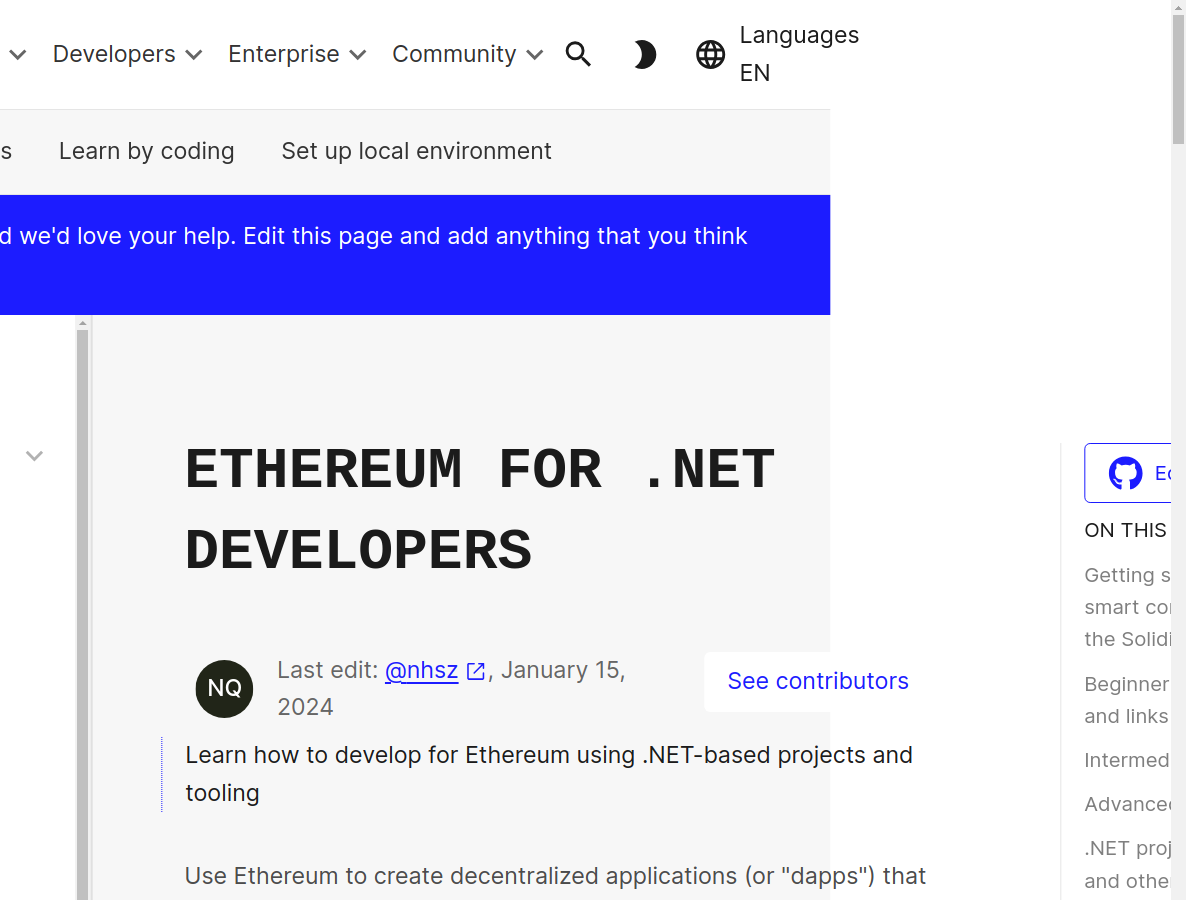 Developers Enterprise Community Languages
EN
s Learn by coding Set up local environment
d we'd love your help. Edit this page and add anything that you think
ETHEREUM FOR .NET
DEVELOPERS
NQ
Last edit: @nhsz, January 15,
2024
See contributors
Learn how to develop for Ethereum using .NET-based projects and
tooling
Use Ethereum to create decentralized applications (or "dapps") that
ON THIS
Getting s
smart co
the Solidi
Beginner
and links
Intermed
Advance
.NET proj
and othe